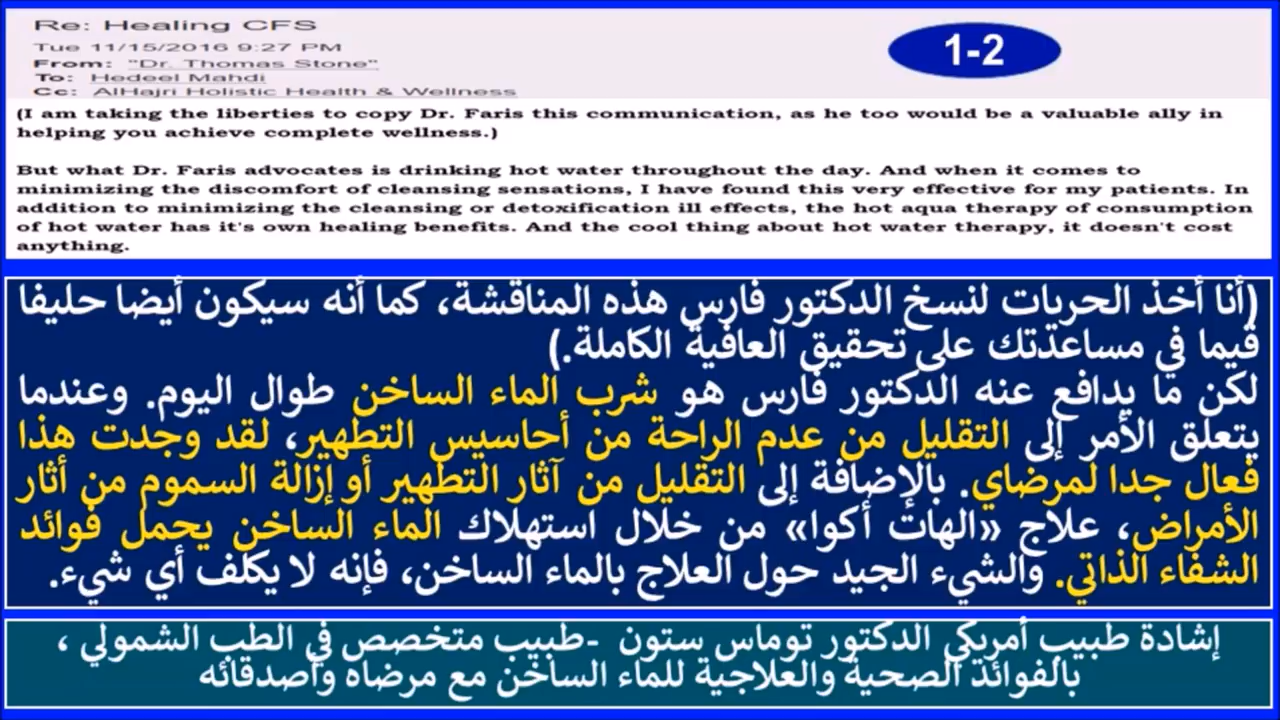 Re: Healing CFS
Tue 11/15/2016 9:27 PM
From: "Dr. Thomas Stone"
To: Hedeel Mahdi
Cc: AlHajri Holistic Health & Wellness
1-2
(I am taking the liberties to copy Dr. Faris this communication, as he too would be a valuable ally in
helping you achieve complete wellness.)
But what Dr. Faris advocates is drinking hot water throughout the day. And when it comes to
minimizing the discomfort of cleansing sensations, I have found this very effective for my patients. In
addition to minimizing the cleansing or detoxification ill effects, the hot aqua therapy of consumption
of hot water has it's own healing benefits. And the cool thing about hot water therapy, it doesn't cost
anything.
(أنا أخذ الحريات لنسخ الدكتور فارس هذه المناقشة، كما أنه سيكون أيضا حليفا
قيما في مساعدتك على تحقيق العافية الكاملة.)
لكن ما يدافع عنه الدكتور فارس هو شرب الماء الساخن طوال اليوم. وعندما
يتعلق الأمر إلى التقليل من عدم الراحة من أحاسيس التطهير، لقد وجدت هذا
فعال جدا لمرضاي. بالإضافة إلى التقليل من آثار التطهير أو إزالة السموم من أثار
الأمراض، علاج «الهات أكوا» من خلال استهلاك الماء الساخن يحمل فوائد
الشفاء الذاتي. والشيء الجيد حول العلاج بالماء الساخن، فإنه لا يكلف أي شيء.
إشادة طبيب أمريكي الدكتور توماس ستون -طبيب متخصص في الطب الشمولي ،
بالفوائد الصحية والعلاجية للماء الساخن مع مرضاه وأصدقائه